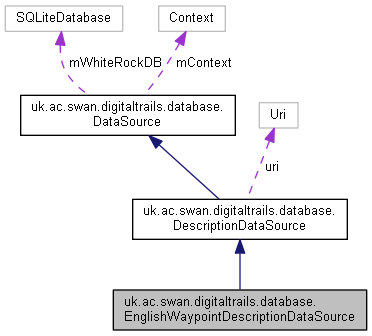 SQLiteDatabase
Context
mWhiteRockDB
mContext
uk.ac.swan.digitaltrails.database.
DataSource
Uri
uri
uk.ac.swan.digitaltrails.database.
DescriptionDataSource
uk.ac.swan.digitaltrails.database.
EnglishWaypointDescriptionDataSource